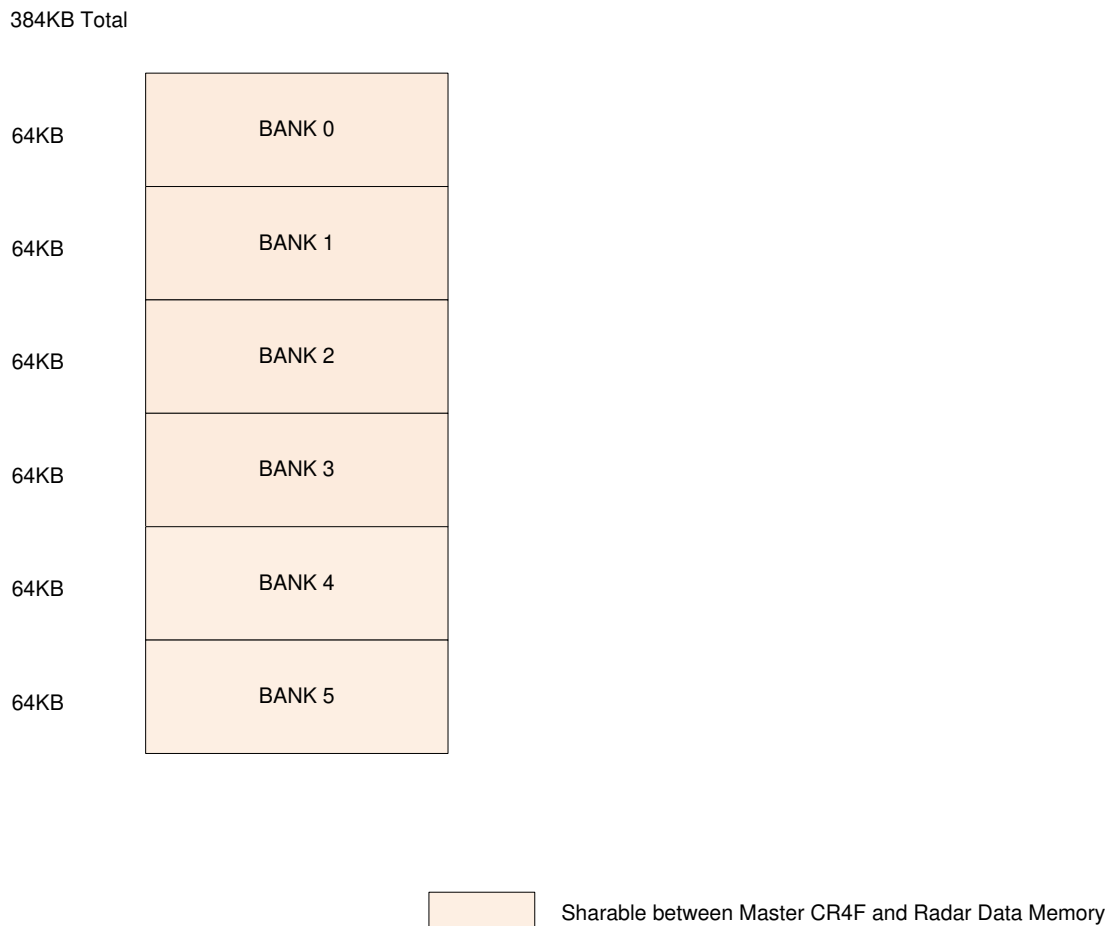 384KB Total
64KB BANK 0
64KB BANK 1
64KB BANK 2
64KB BANK 3
64KB BANK 4
64KB BANK 5
Sharable between Master CR4F and Radar Data Memory